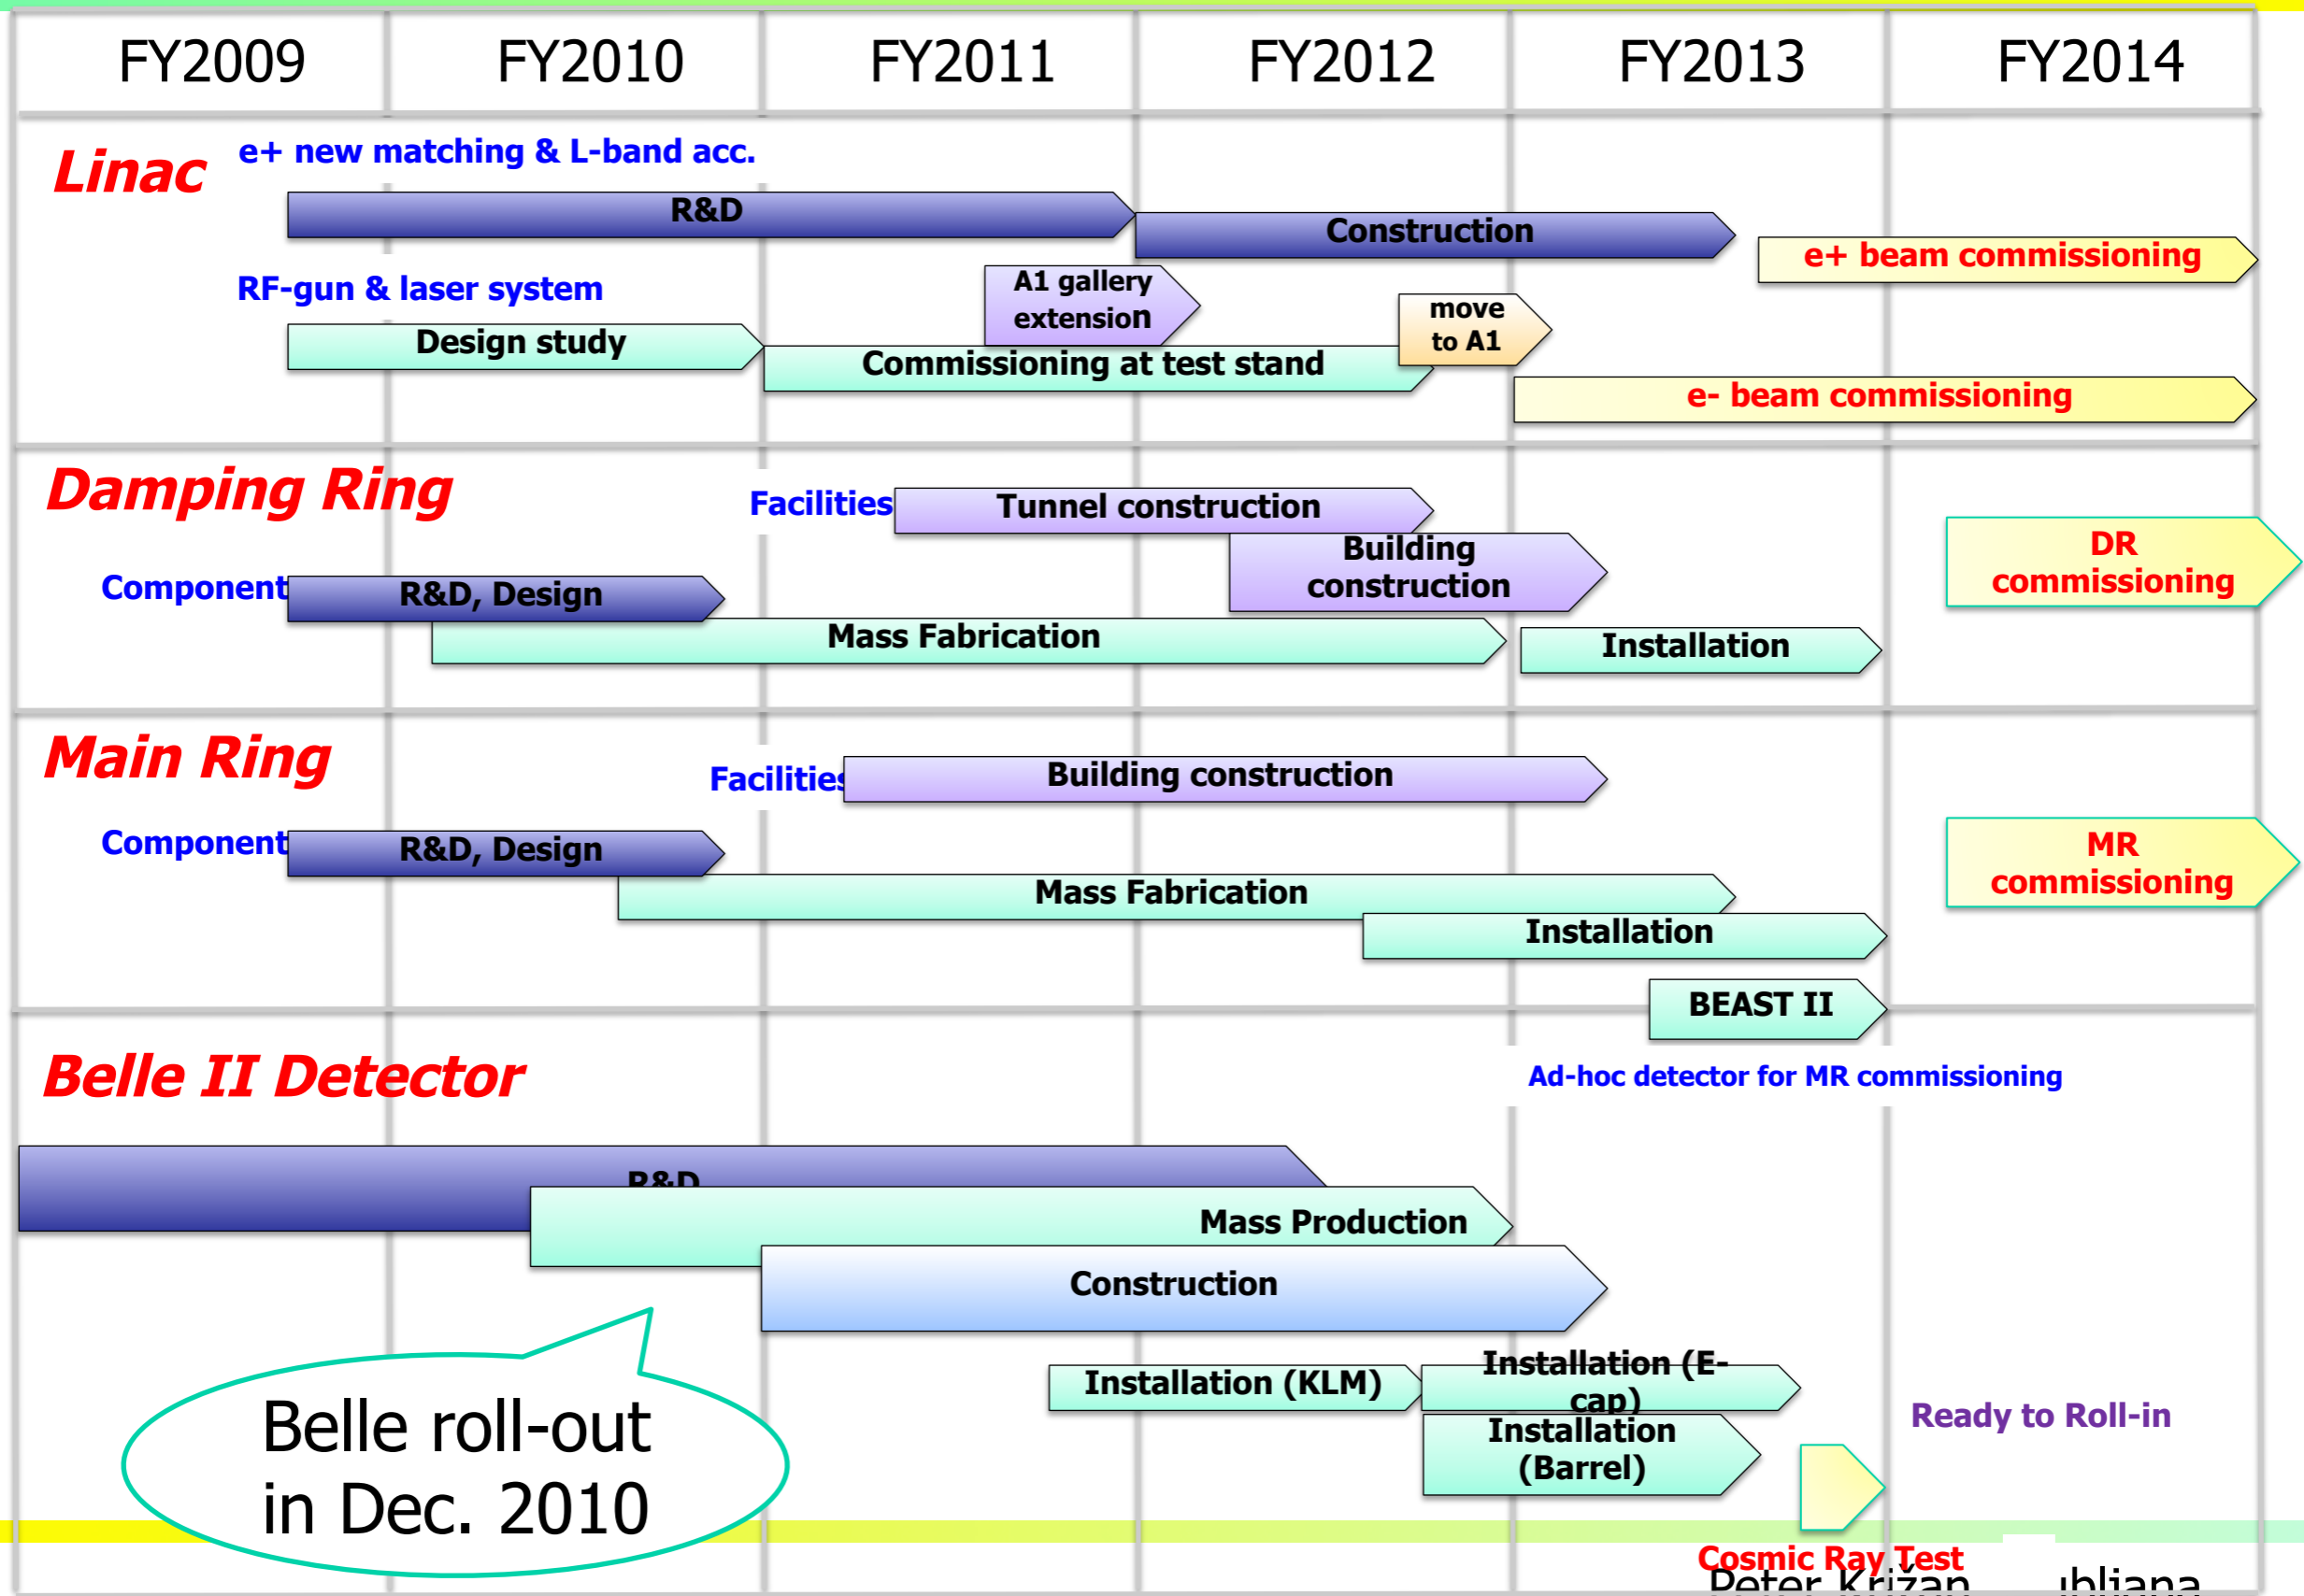 FY2009 FY2010 FY2011 FY2012 FY2013 FY2014
Linac
e+ new matching & L-band acc.
R&D
Construction
e+ beam commissioning
RF-gun & laser system
A1 gallery
extension
move
to A1
Design study
Commissioning at test stand
e- beam commissioning
Damping Ring
Facilities
Tunnel construction
Building
construction
DR
commissioning
Component
R&D, Design
Mass Fabrication
Installation
Main Ring
Facilities
Building construction
Component
R&D, Design
MR
commissioning
Mass Fabrication
Installation
BEAST II
Belle II Detector
Ad-hoc detector for MR commissioning
R&D
Mass Production
Construction
Installation (KLM)
Installation (E-
cap)
Installation
(Barrel)
Ready to Roll-in
Belle roll-out
in Dec. 2010
Cosmic Ray Test
Peter Križan